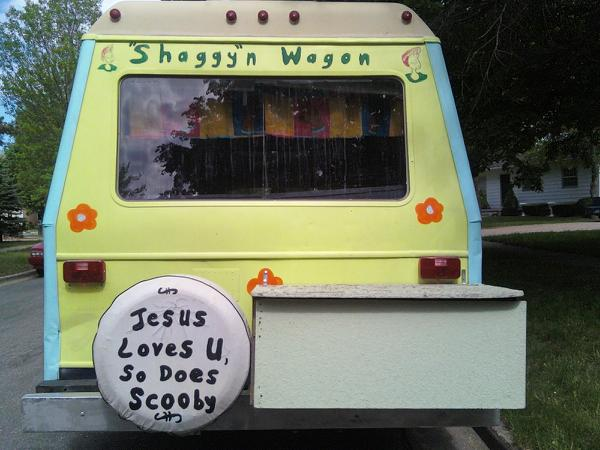 "Shaggy"n Wagon
Jesus
Loves U,
So Does
Scooby